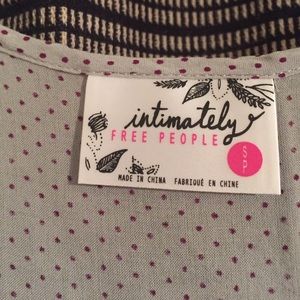 intimately
FREE PEOPLE
S P
MADE IN CHINA FABRIQUÉ EN CHINE